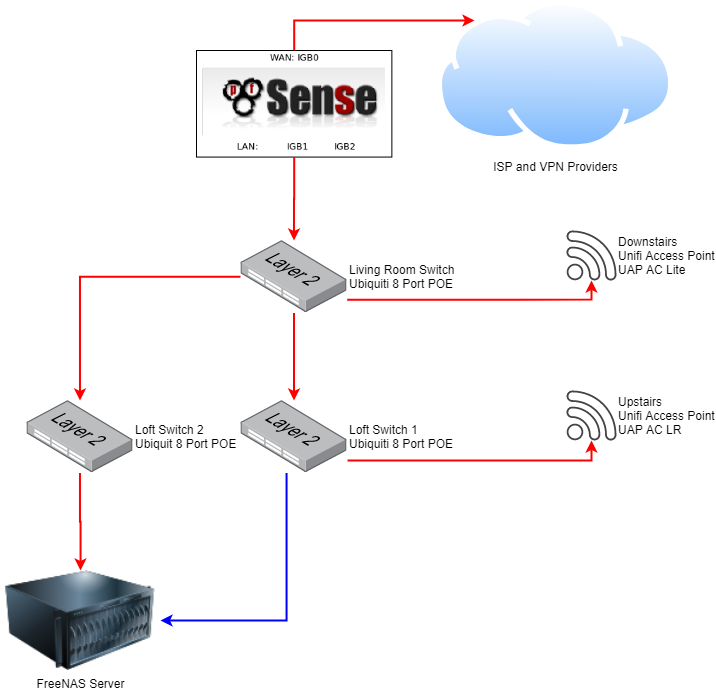 WAN: IGB0
pf Sense
LAN: IGB1 IGB2
ISP and VPN Providers
Layer 2
Living Room Switch
Ubiquiti 8 Port POE
Downstairs
Unifi Access Point
UAP AC Lite
Layer 2
Loft Switch 2
Ubiquit 8 Port POE
Layer 2
Loft Switch 1
Ubiquiti 8 Port POE
Upstairs
Unifi Access Point
UAP AC LR
FreeNAS Server